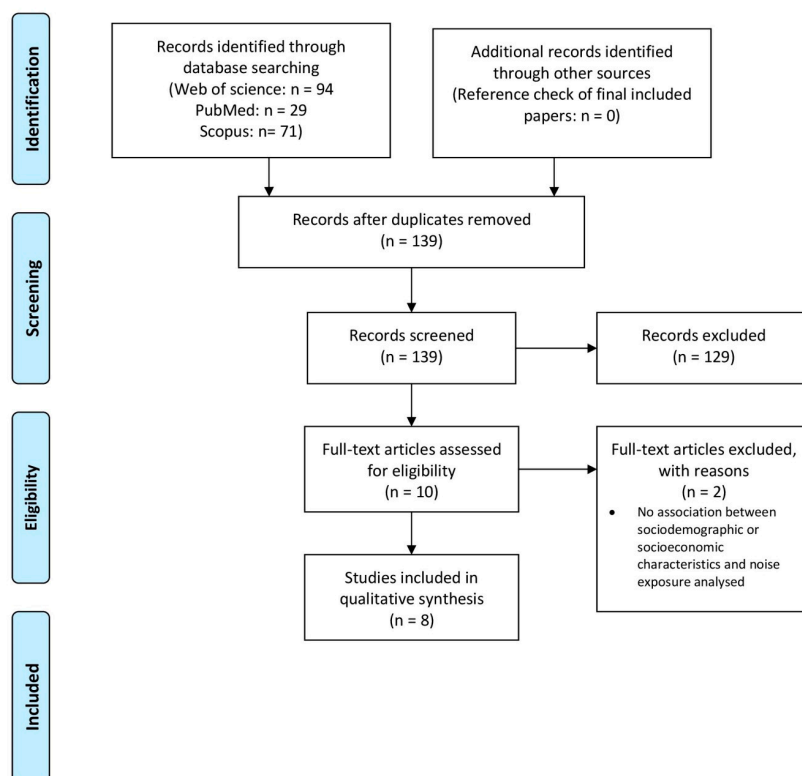 Identification
Records identified through
database searching
(Web of science: n = 94
PubMed: n = 29
Scopus: n= 71)
Additional records identified
through other sources
(Reference check of final included
papers: n = 0)
Records after duplicates removed
(n = 139)
Screening
Records screened
(n = 139)
Records excluded
(n = 129)
Eligibility
Full-text articles assessed
for eligibility
(n = 10)
Full-text articles excluded,
with reasons
(n = 2)
• No association between
sociodemographic or
socioeconomic
characteristics and noise
exposure analysed
Studies included in
qualitative synthesis
(n = 8)
Included